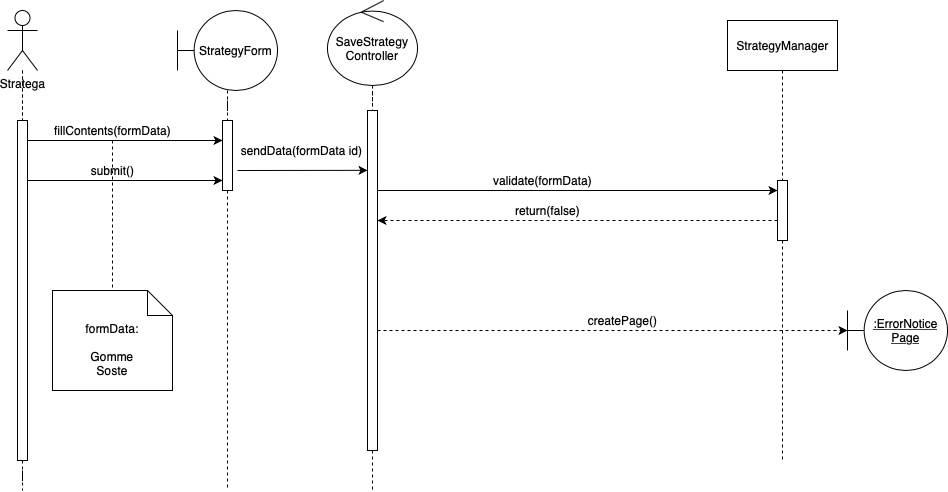 Stratega
StrategyForm
SaveStrategy
Controller
StrategyManager
fillContents(formData)
sendData(formData id)
submit()
validate(formData)
return(false)
formData:
Gomme
Soste
createPage()
:ErrorNotice
Page